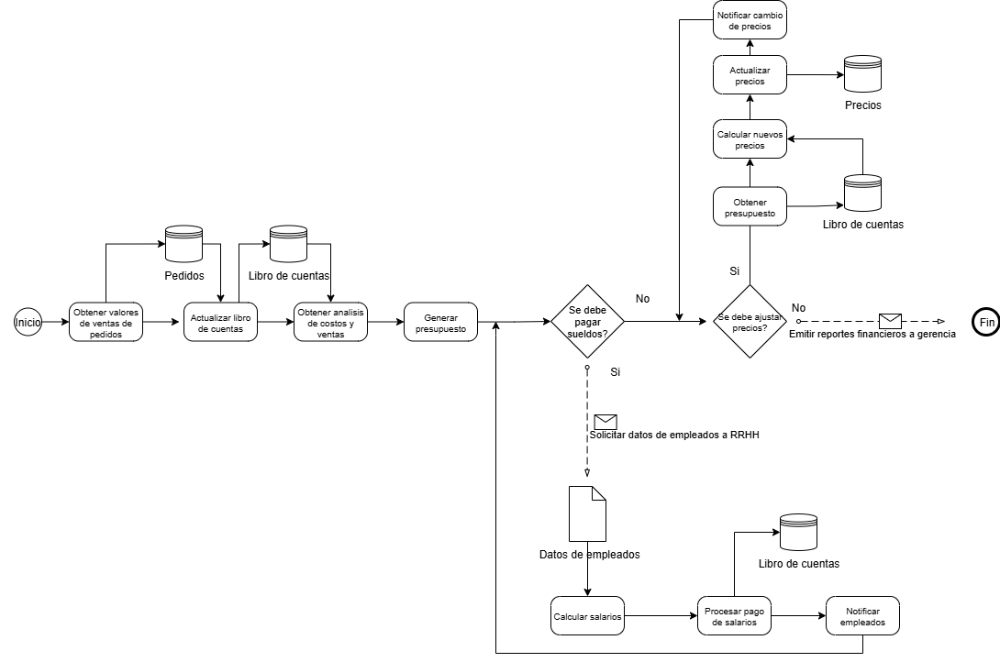 Notificar cambio
de precios
Actualizar
precios
Precios
Calcular nuevos
precios
Obtener
presupuesto
Libro de cuentas
Pedidos
Libro de cuentas
Si
Inicio
Obtener valores
de ventas de
pedidos
Actualizar libro
de cuentas
Obtener analisis
de costos y
ventas
Generar
presupuesto
Se debe
pagar
sueldos?
No
Se debe ajustar
precios?
No
Emitir reportes financieros a gerencia
Fin
Si
Solicitar datos de empleados a RRHH
Datos de empleados
Libro de cuentas
Calcular salarios
Procesar pago
de salarios
Notificar
empleados